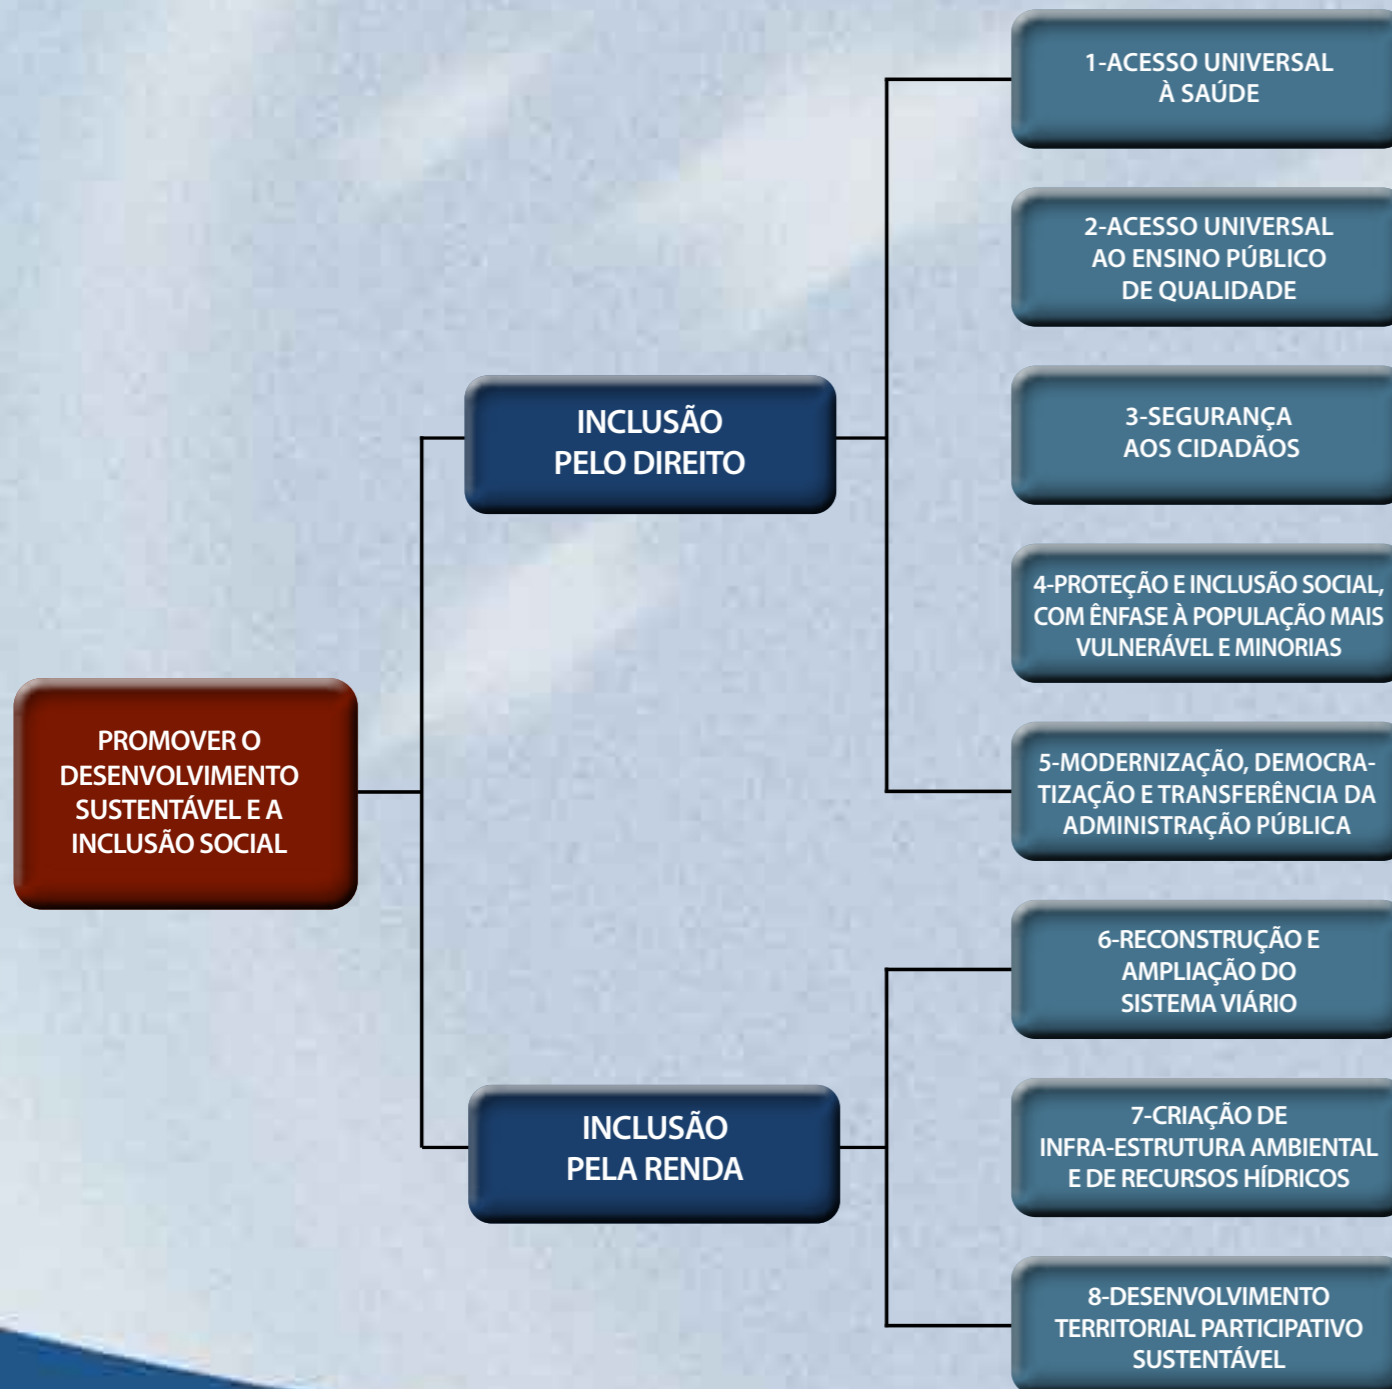 1-ACESSO UNIVERSAL
À SAÚDE
2-ACESSO UNIVERSAL
AO ENSINO PÚBLICO
DE QUALIDADE
3-SEGURANÇA
AOS CIDADÃOS
4-PROTEÇÃO E INCLUSÃO SOCIAL,
COM ÊNFASE À POPULAÇÃO MAIS
VULNERÁVEL E MINORIAS
5-MODERNIZAÇÃO, DEMOCRA-
TIZAÇÃO E TRANSFERÊNCIA DA
ADMINISTRAÇÃO PÚBLICA
INCLUSÃO
PELO DIREITO
PROMOVER O
DESENVOLVIMENTO
SUSTENTÁVEL E A
INCLUSÃO SOCIAL
6-RECONSTRUÇÃO E
AMPLIAÇÃO DO
SISTEMA VIÁRIO
7-CRIAÇÃO DE
INFRA-ESTRUTURA AMBIENTAL
E DE RECURSOS HÍDRICOS
8-DESENVOLVIMENTO
TERRITORIAL PARTICIPATIVO
SUSTENTÁVEL
INCLUSÃO
PELA RENDA